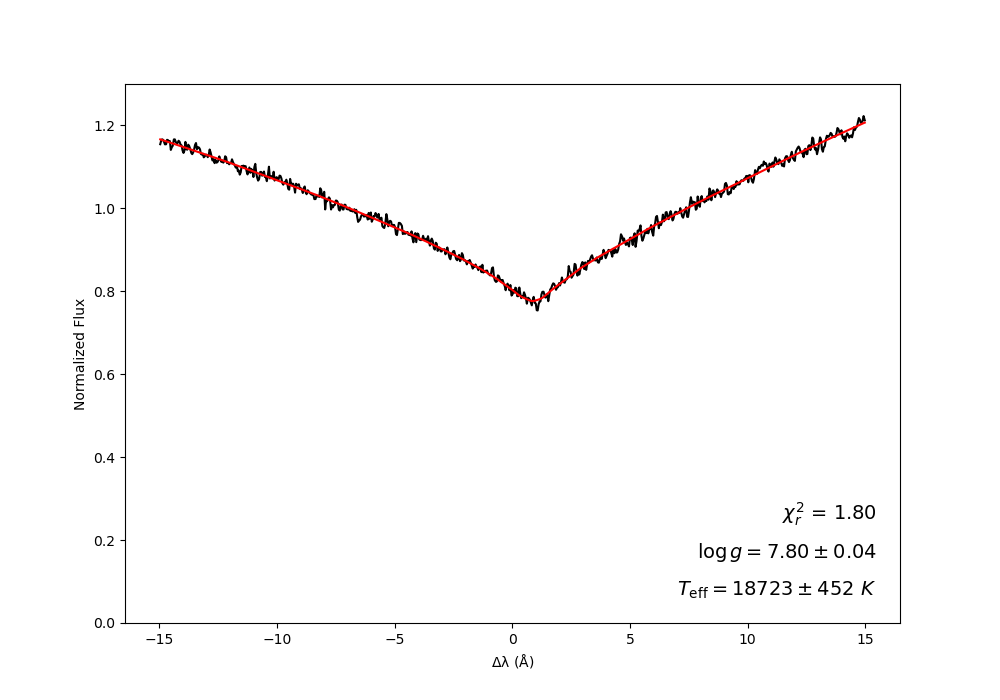 1.2
1.0
0.8
0.6
0.4
0.2
0.0
Normalized Flux
χ²ᵣ = 1.80
log g = 7.80 ± 0.04
T_eff = 18723 ± 452 K
−15 −10 −5 0 5 10 15
Δλ (Å)